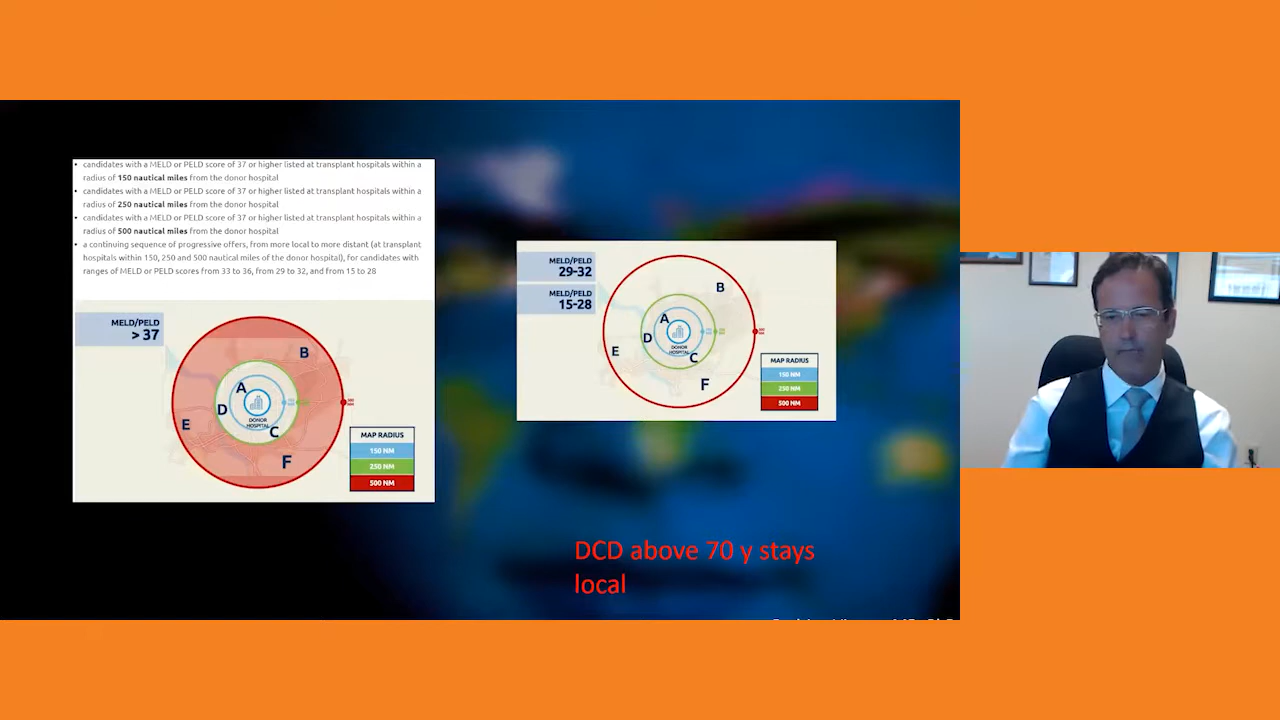 • candidates with a MELD or PELD score of 37 or higher listed at transplant hospitals within a
radius of 150 nautical miles from the donor hospital
• candidates with a MELD or PELD score of 37 or higher listed at transplant hospitals within a
radius of 250 nautical miles from the donor hospital
• candidates with a MELD or PELD score of 37 or higher listed at transplant hospitals within a
radius of 500 nautical miles from the donor hospital
• a continuing sequence of progressive offers, from more local to more distant (at transplant
hospitals within 150, 250 and 500 nautical miles of the donor hospital), for candidates with
ranges of MELD or PELD scores from 33 to 36, from 29 to 32, and from 15 to 28
MELD/PELD
> 37
B
A
D
E
DONOR
HOSPITAL
C
F
MAP RADIUS
150 NM
250 NM
500 NM
MELD/PELD
29-32
MELD/PELD
15-28
B
A
D
E
DONOR
HOSPITAL
C
F
MAP RADIUS
150 NM
250 NM
500 NM
DCD above 70 y stays
local